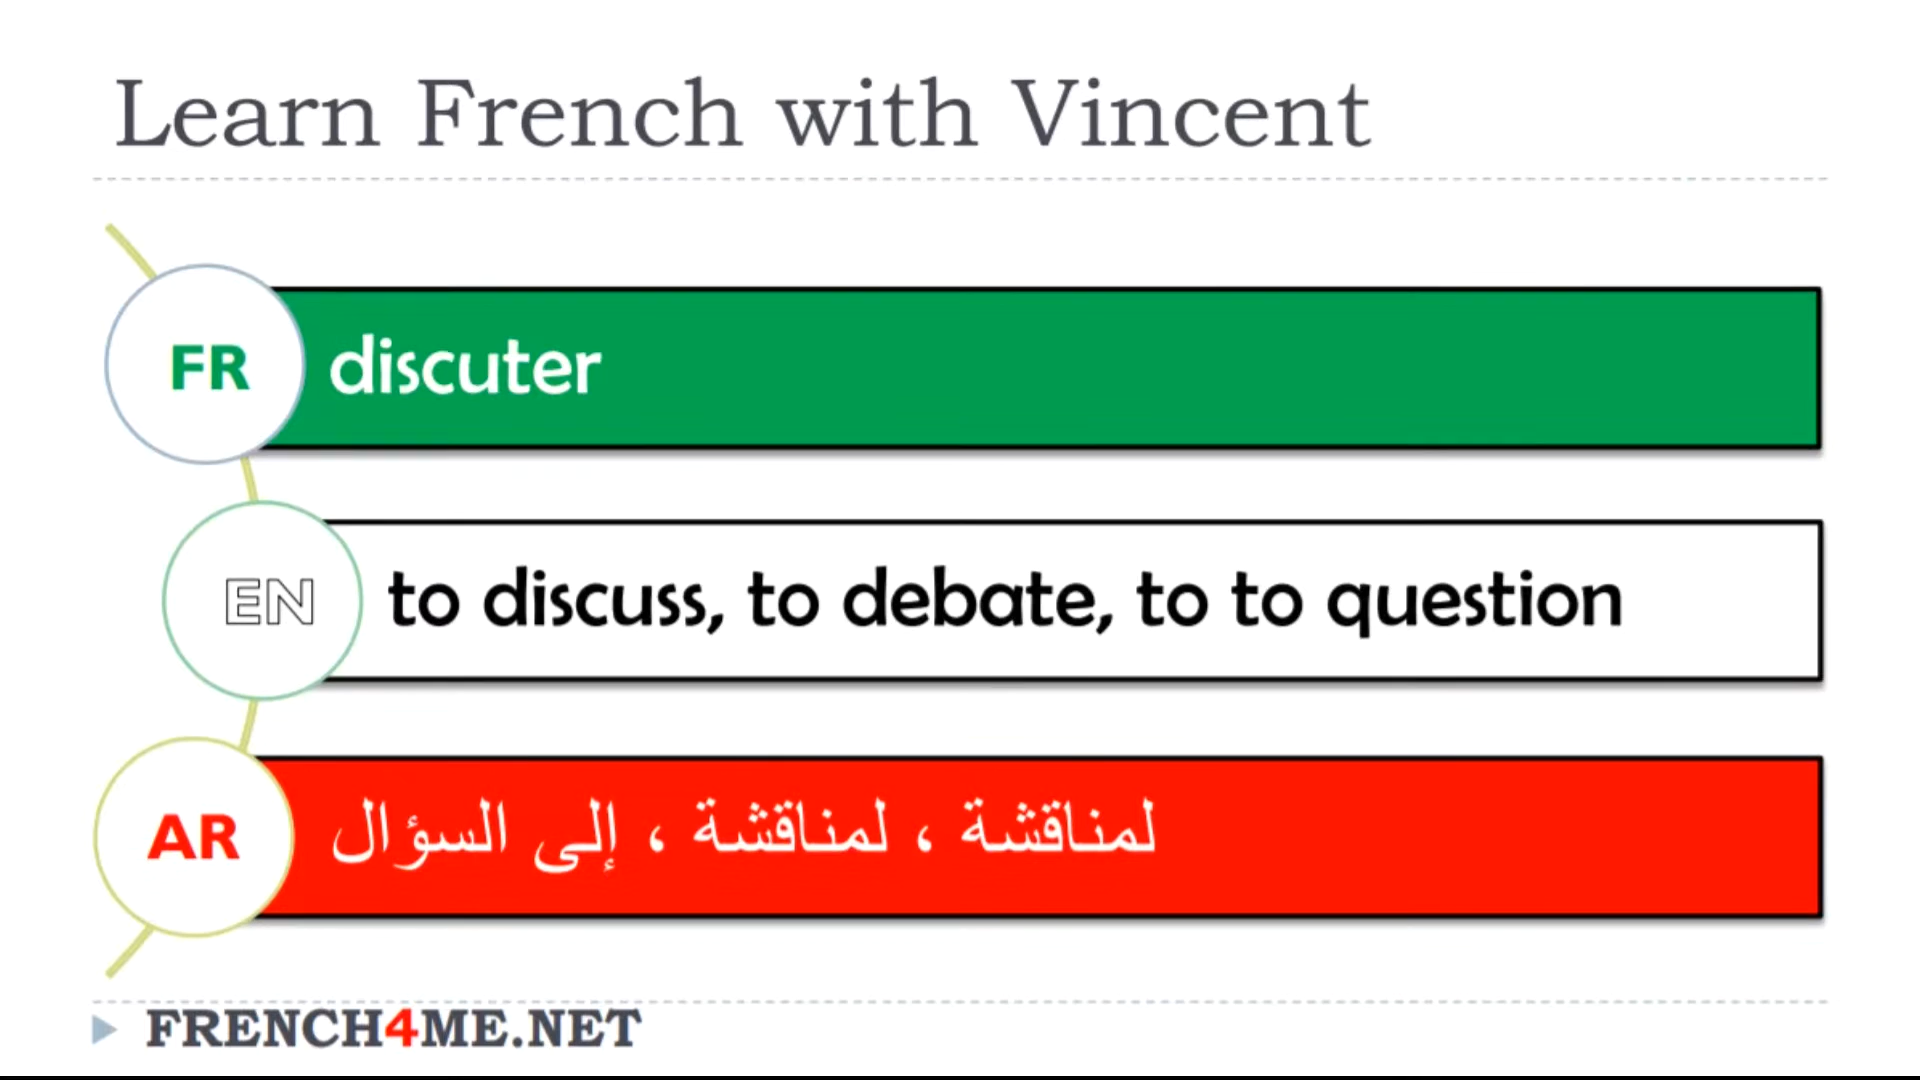 Learn French with Vincent
FR discuter
EN to discuss, to debate, to to question
AR لمناقشة ، لمناقشة ، إلى السؤال
FRENCH4ME.NET